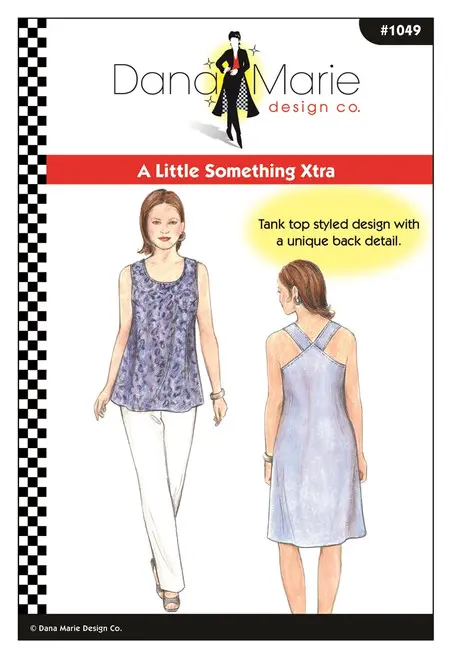 #1049
Dana Marie
design co.
A Little Something Xtra
Tank top styled design with
a unique back detail.
© Dana Marie Design Co.